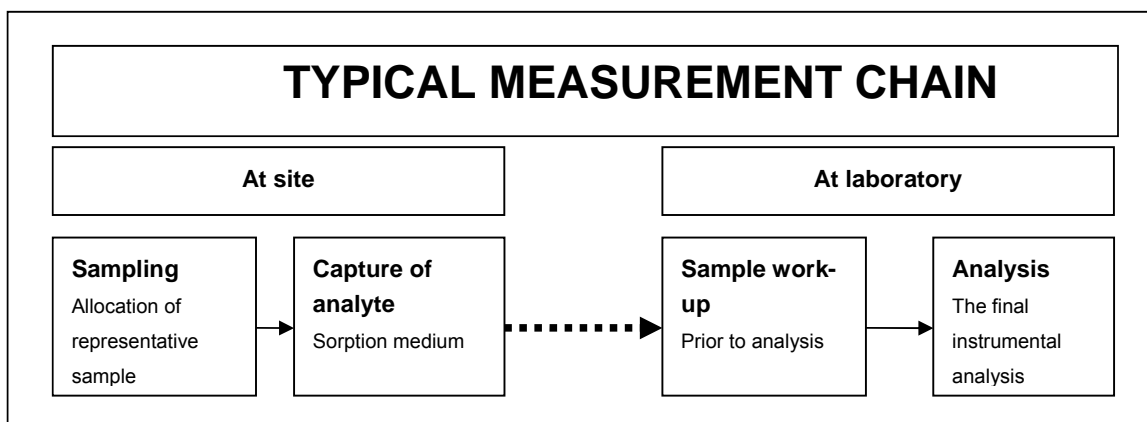 TYPICAL MEASUREMENT CHAIN
At site
At laboratory
Sampling
Allocation of
representative
sample
Capture of
analyte
Sorption medium
Sample work-
up
Prior to analysis
Analysis
The final
instrumental
analysis